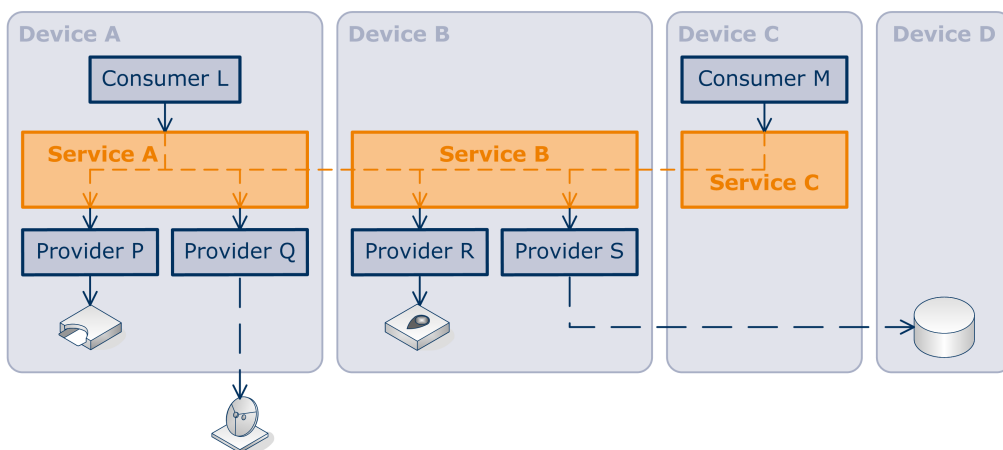 Device A
Device B
Device C
Device D
Consumer L
Consumer M
Service A
Service B
Service C
Provider P
Provider Q
Provider R
Provider S